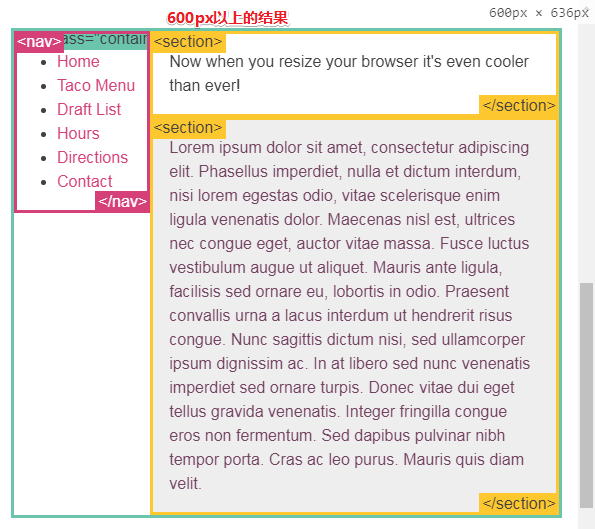 600px以上的结果
600px × 636px
<nav>
ass="contain
Home
Taco Menu
Draft List
Hours
Directions
Contact
</nav>
<section>
Now when you resize your browser it's even cooler
than ever!
</section>
<section>
Lorem ipsum dolor sit amet, consectetur adipiscing
elit. Phasellus imperdiet, nulla et dictum interdum,
nisi lorem egestas odio, vitae scelerisque enim
ligula venenatis dolor. Maecenas nisl est, ultrices
nec congue eget, auctor vitae massa. Fusce luctus
vestibulum augue ut aliquet. Mauris ante ligula,
facilisis sed ornare eu, lobortis in odio. Praesent
convallis urna a lacus interdum ut hendrerit risus
congue. Nunc sagittis dictum nisi, sed ullamcorper
ipsum dignissim ac. In at libero sed nunc venenatis
imperdiet sed ornare turpis. Donec vitae dui eget
tellus gravida venenatis. Integer fringilla congue
eros non fermentum. Sed dapibus pulvinar nibh
tempor porta. Cras ac leo purus. Mauris quis diam
velit.
</section>